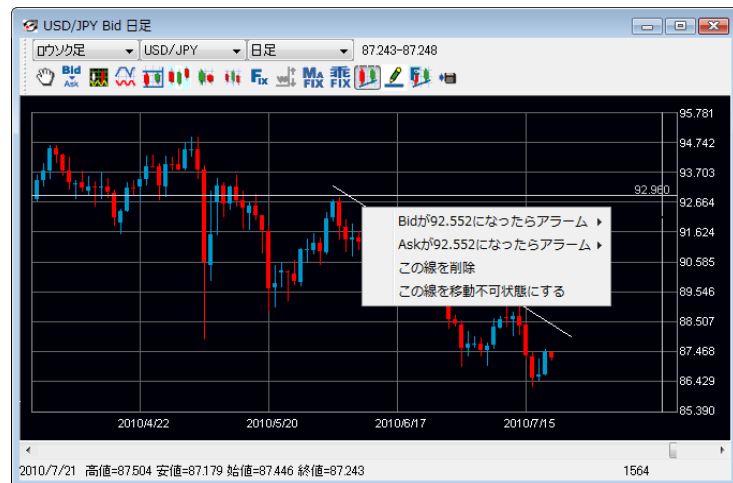 USD/JPY Bid 日足
ロウソク足 USD/JPY 日足 87.243-87.248
Bid Ask Fix vol MA FIX 乖離 FIX
95.781
94.742
93.703
92.960
92.664
Bidが92.552になったらアラーム
91.624
Askが92.552になったらアラーム
90.585
この線を削除
この線を移動不可状態にする
89.546
88.507
87.468
86.429
85.390
2010/4/22 2010/5/20 2010/6/17 2010/7/15
2010/7/21 高値=87.504 安値=87.179 始値=87.446 終値=87.243 1564